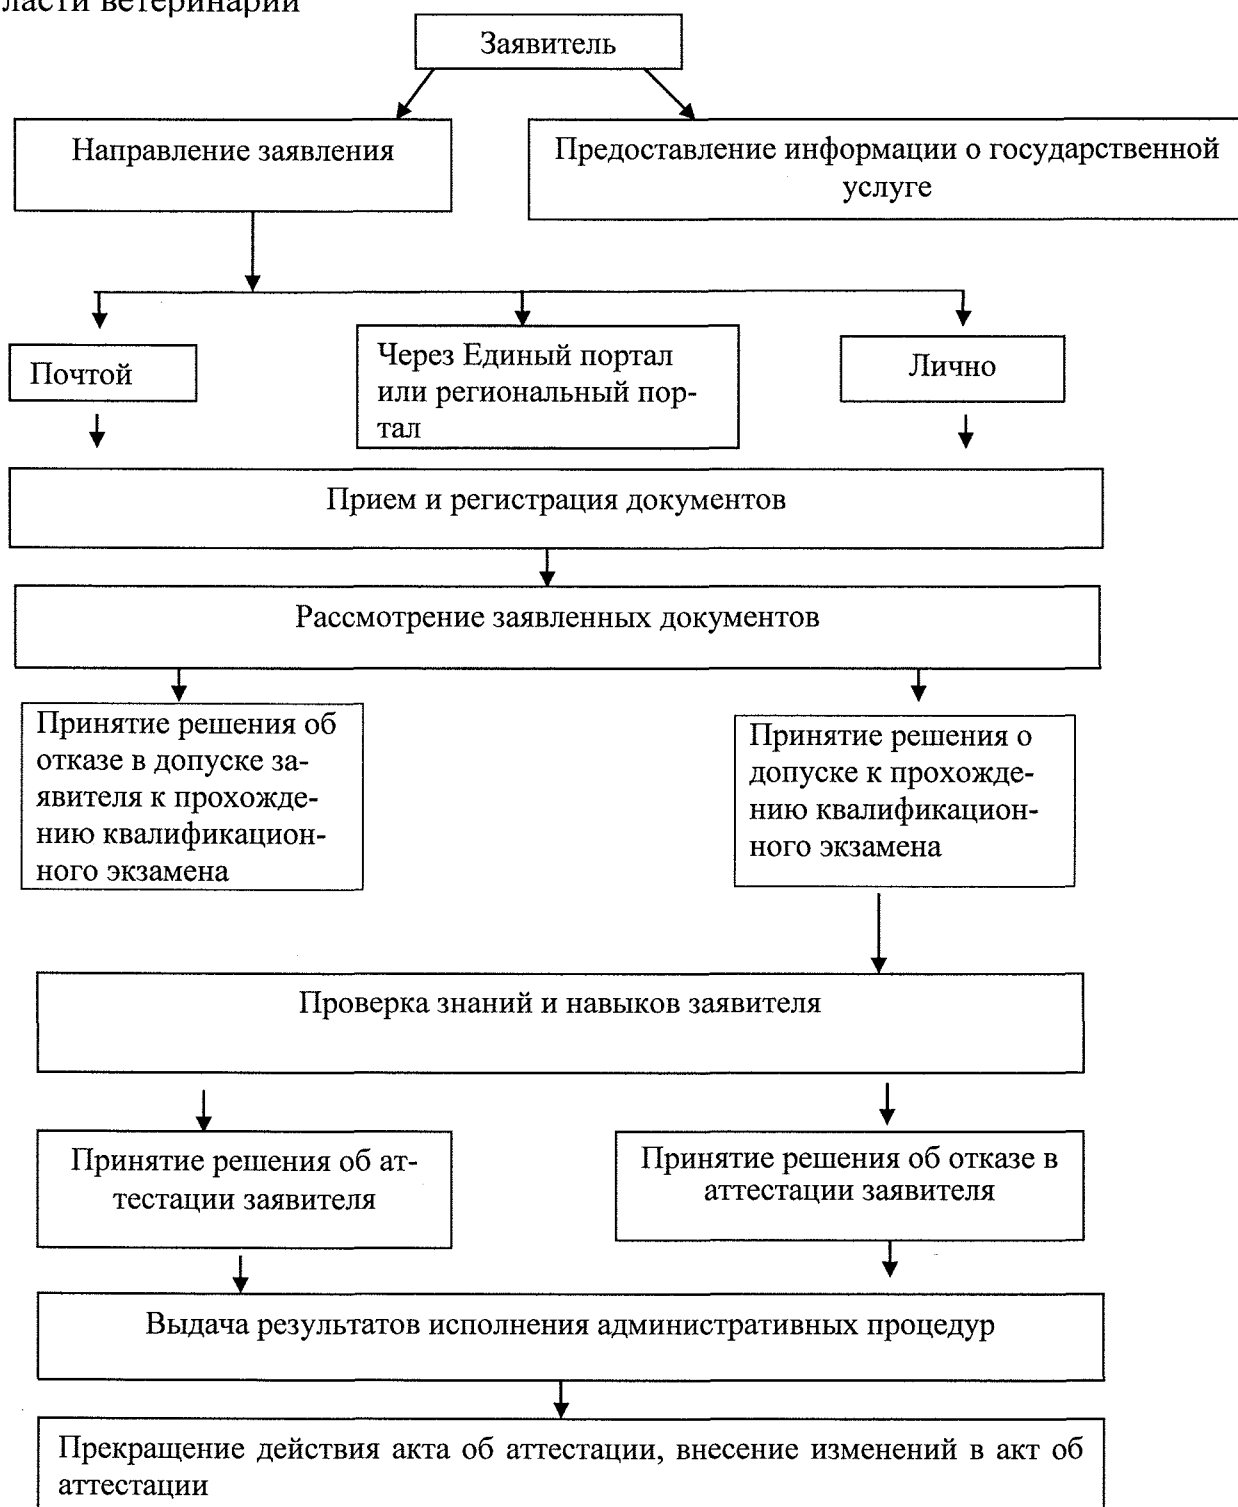 ласти ветеринарии
Заявитель
Направление заявления
Предоставление информации о государственной
услуге
Почтой
Через Единый портал
или региональный пор-
тал
Лично
Прием и регистрация документов
Рассмотрение заявленных документов
Принятие решения об
отказе в допуске за-
явителя к прохожде-
нию квалификацион-
ного экзамена
Принятие решения о
допуске к прохожде-
нию квалификацион-
ного экзамена
Проверка знаний и навыков заявителя
Принятие решения об ат-
тестации заявителя
Принятие решения об отказе в
аттестации заявителя
Выдача результатов исполнения административных процедур
Прекращение действия акта об аттестации, внесение изменений в акт об
аттестации